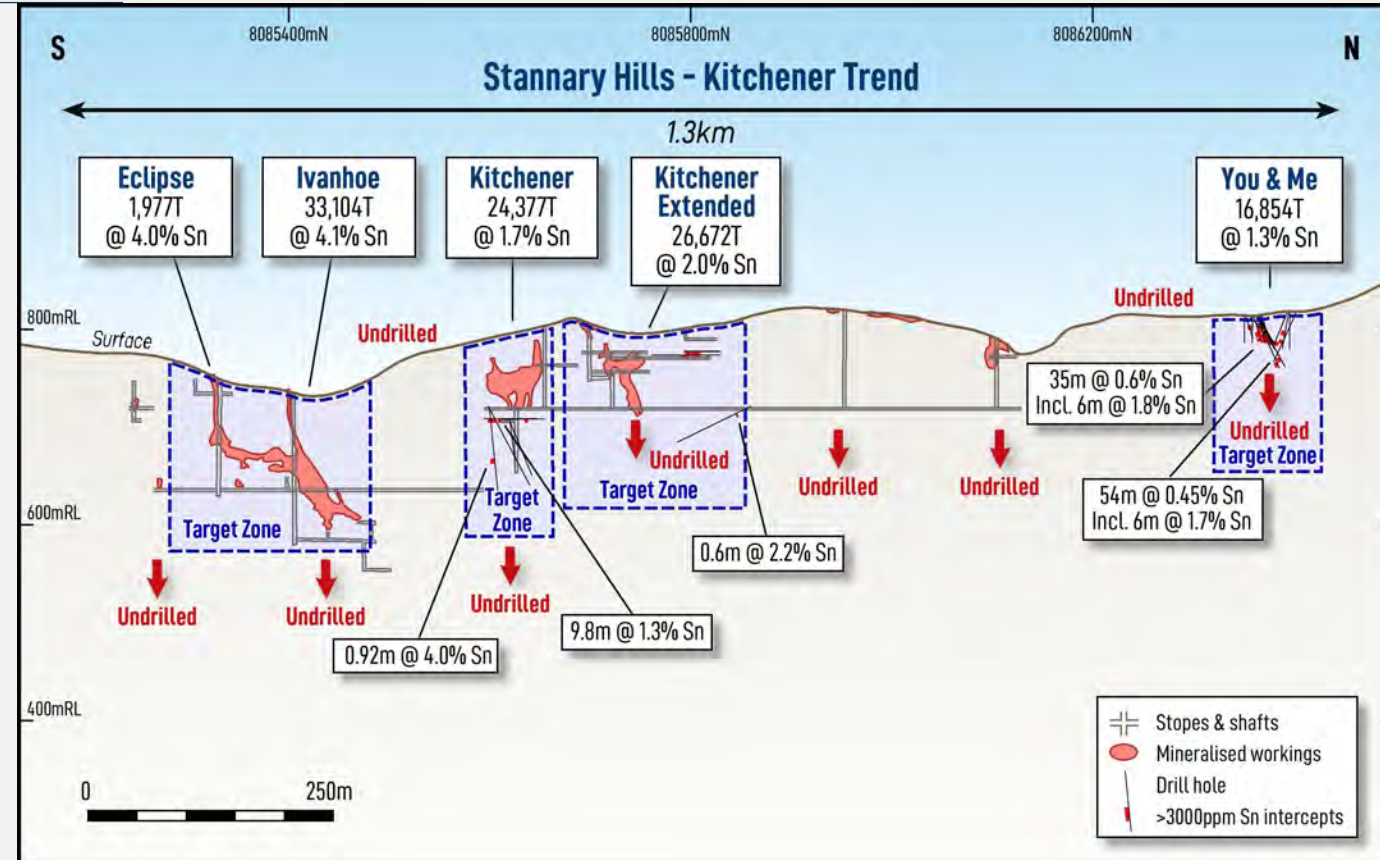 S
8085400mN
8085800mN
8086200mN
N
Stannary Hills - Kitchener Trend
1.3km
Eclipse
1,977T
@ 4.0% Sn
Ivanhoe
33,104T
@ 4.1% Sn
Kitchener
24,377T
@ 1.7% Sn
Kitchener
Extended
26,672T
@ 2.0% Sn
You & Me
16,854T
@ 1.3% Sn
800mRL
Surface
Undrilled
Undrilled
35m @ 0.6% Sn
Incl. 6m @ 1.8% Sn
Undrilled
Target Zone
54m @ 0.45% Sn
Incl. 6m @ 1.7% Sn
Undrilled
Target Zone
Target
Zone
Undrilled
Undrilled
600mRL
Target Zone
0.6m @ 2.2% Sn
Undrilled
Undrilled
Undrilled
9.8m @ 1.3% Sn
0.92m @ 4.0% Sn
400mRL
0
250m
Stopes & shafts
Mineralised workings
Drill hole
>3000ppm Sn intercepts